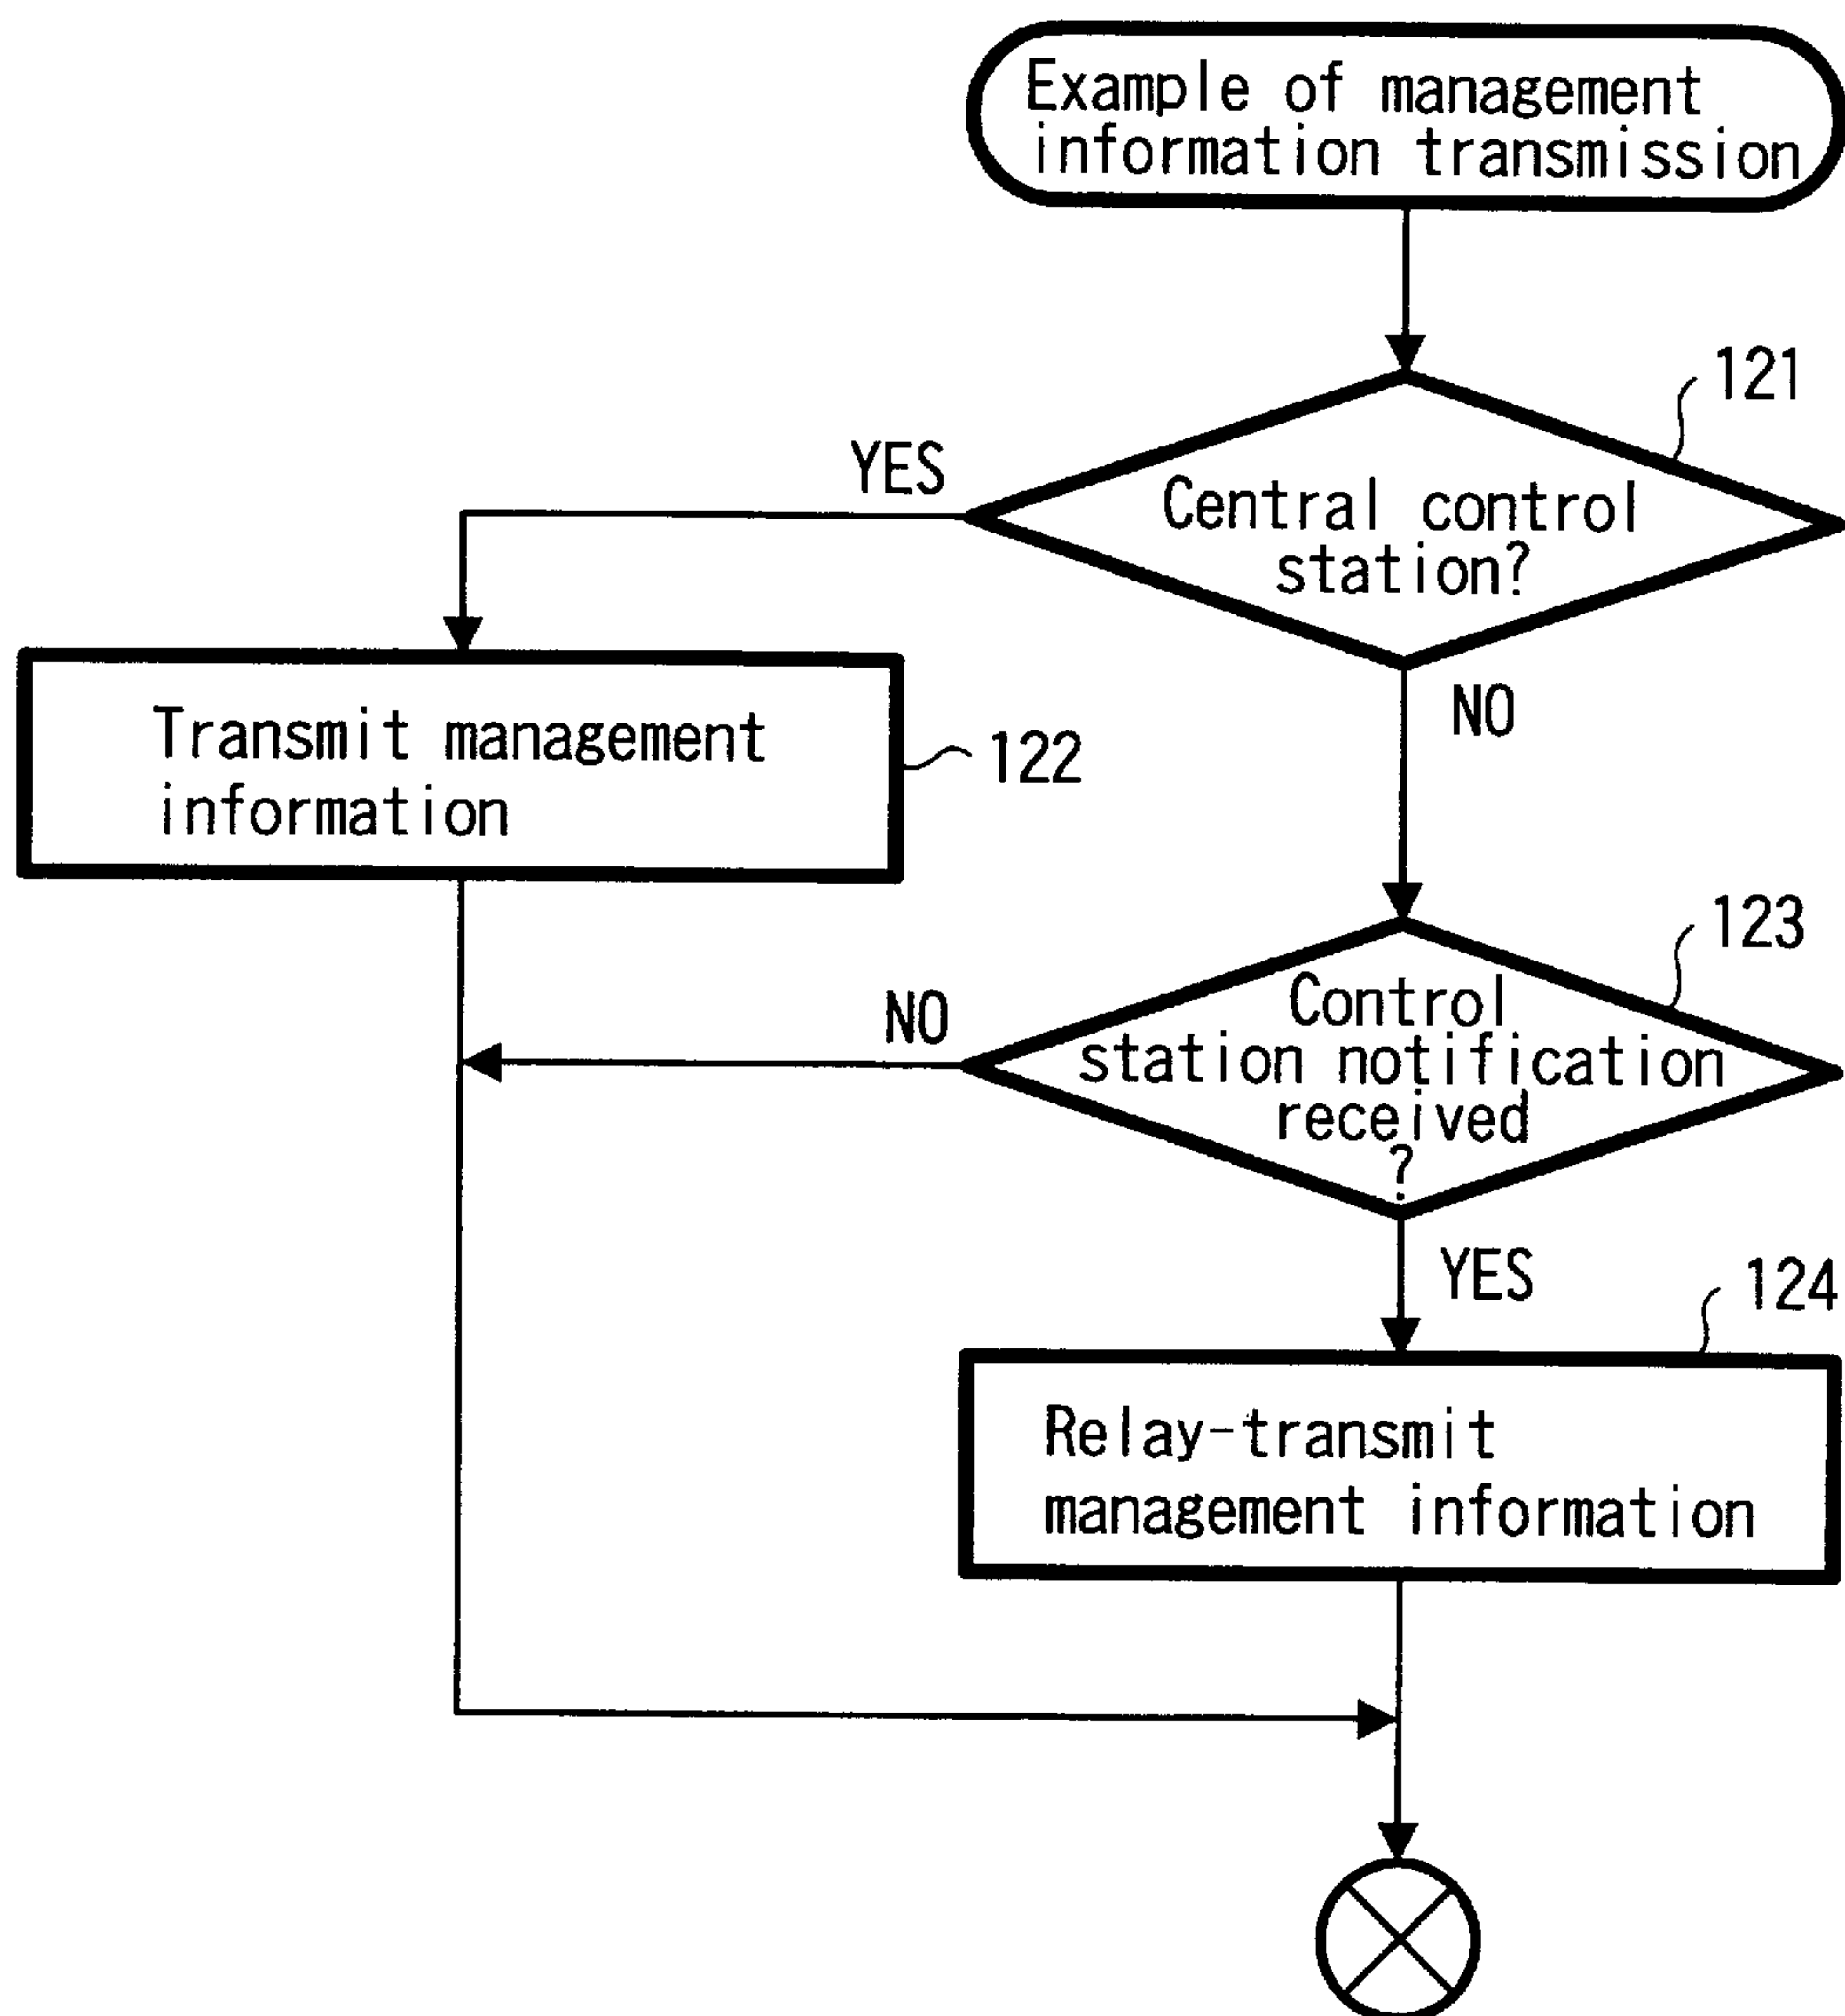 Example of management
information transmission
121
YES
Central control
station?
NO
Transmit management
information
122
123
NO
Control
station notification
received
?
YES
124
Relay-transmit
management information